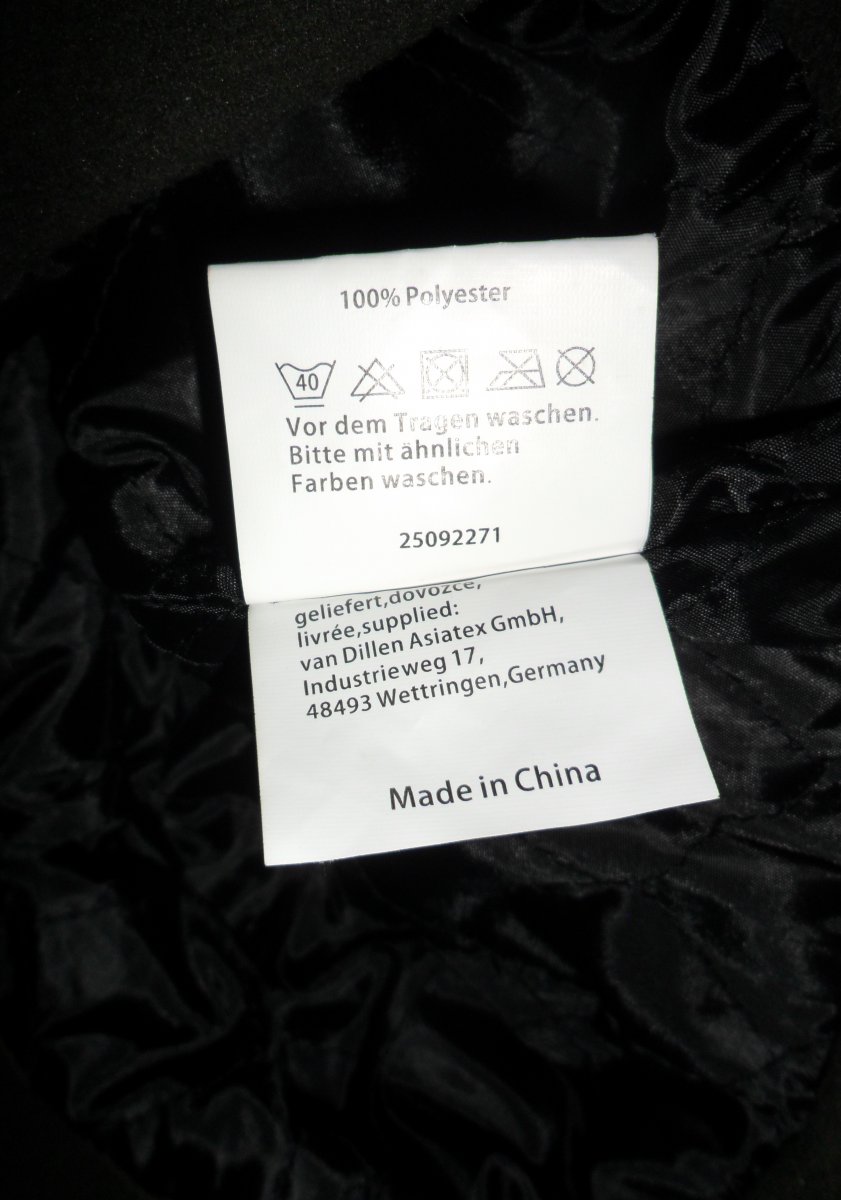 100% Polyester
40
Vor dem Tragen waschen.
Bitte mit ähnlichen
Farben waschen.
25092271
geliefert,dovozce,
livrée,supplied:
van Dillen Asiatex GmbH,
Industrieweg 17,
48493 Wettringen,Germany
Made in China